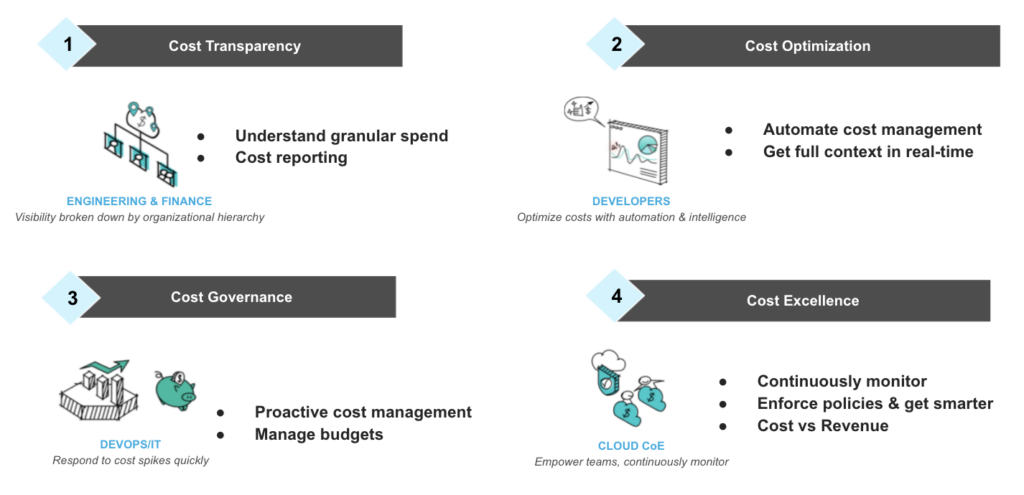 1
Cost Transparency
● Understand granular spend
● Cost reporting
ENGINEERING & FINANCE
Visibility broken down by organizational hierarchy
2
Cost Optimization
● Automate cost management
● Get full context in real-time
DEVELOPERS
Optimize costs with automation & intelligence
3
Cost Governance
● Proactive cost management
● Manage budgets
DEVOPS/IT
Respond to cost spikes quickly
4
Cost Excellence
● Continuously monitor
● Enforce policies & get smarter
● Cost vs Revenue
CLOUD CoE
Empower teams, continuously monitor